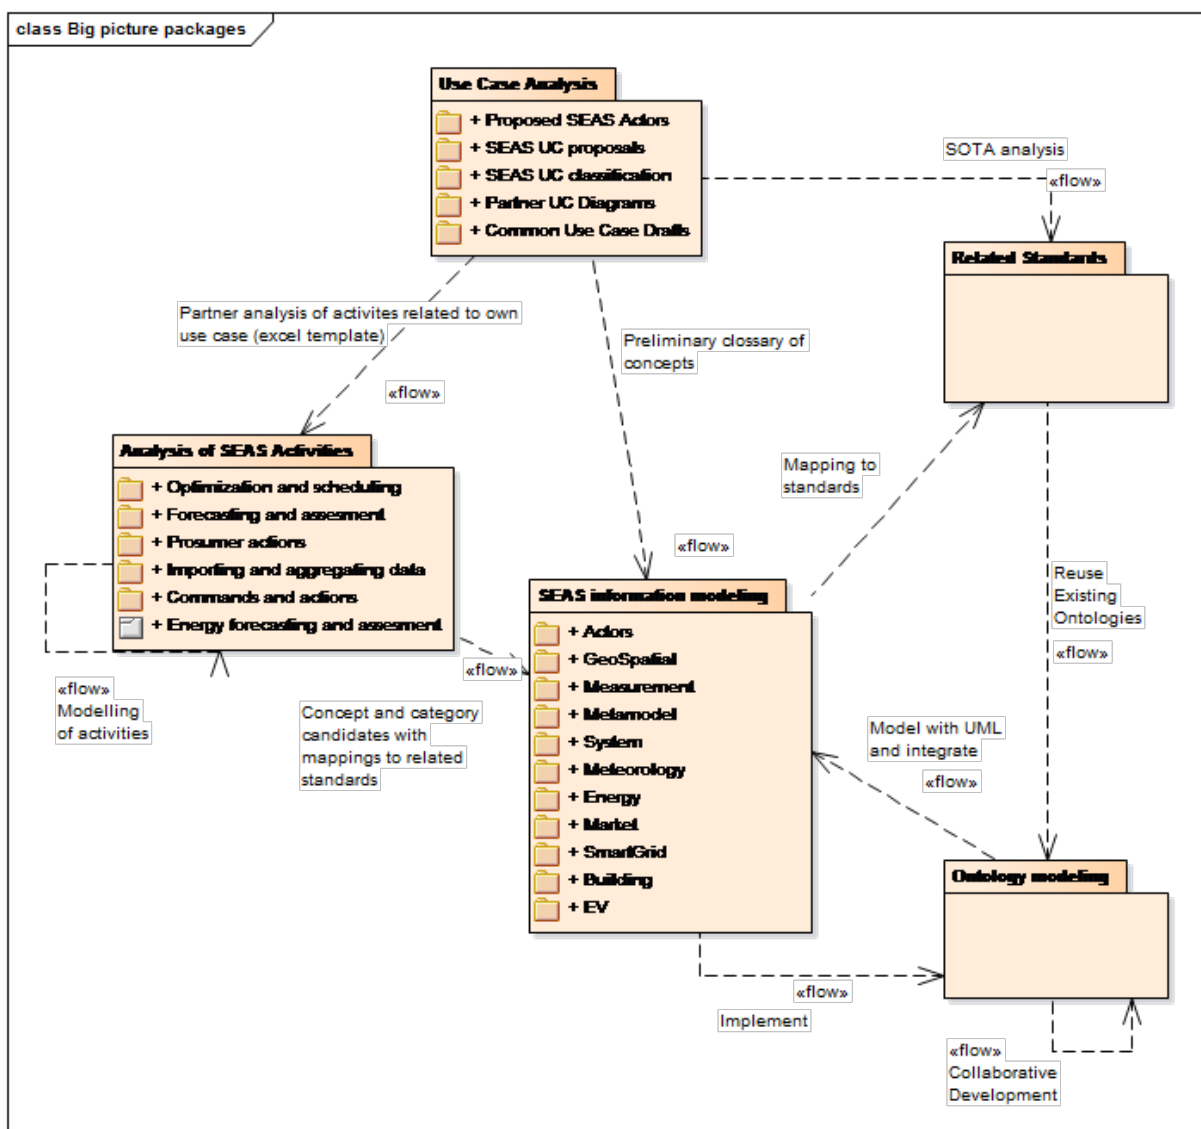 class Big picture packages
Use Case Analysis
+ Proposed SEAS Actors
+ SEAS UC proposals
+ SEAS UC classification
+ Partner UC Diagrams
+ Common Use Case Drafts
SOTA analysis
«flow»
Related Standards
Partner analysis of activites related to own
use case (excel template)
«flow»
Preliminary clossary of
concepts
«flow»
Analysis of SEAS Activities
+ Optimization and scheduling
+ Forecasting and assesment
+ Prosumer actions
+ Importing and aggregating data
+ Commands and actions
+ Energy forecasting and assesment
«flow»
Modelling
of activities
«flow»
Concept and category
candidates with
mappings to related
standards
Mapping to
standards
SEAS information modeling
+ Actors
+ GeoSpatial
+ Measurement
+ Metamodel
+ System
+ Meteorology
+ Energy
+ Market
+ SmartGrid
+ Building
+ EV
Reuse
Existing
Ontologies
«flow»
Model with UML
and integrate
«flow»
Ontology modeling
«flow»
Implement
«flow»
Collaborative
Development